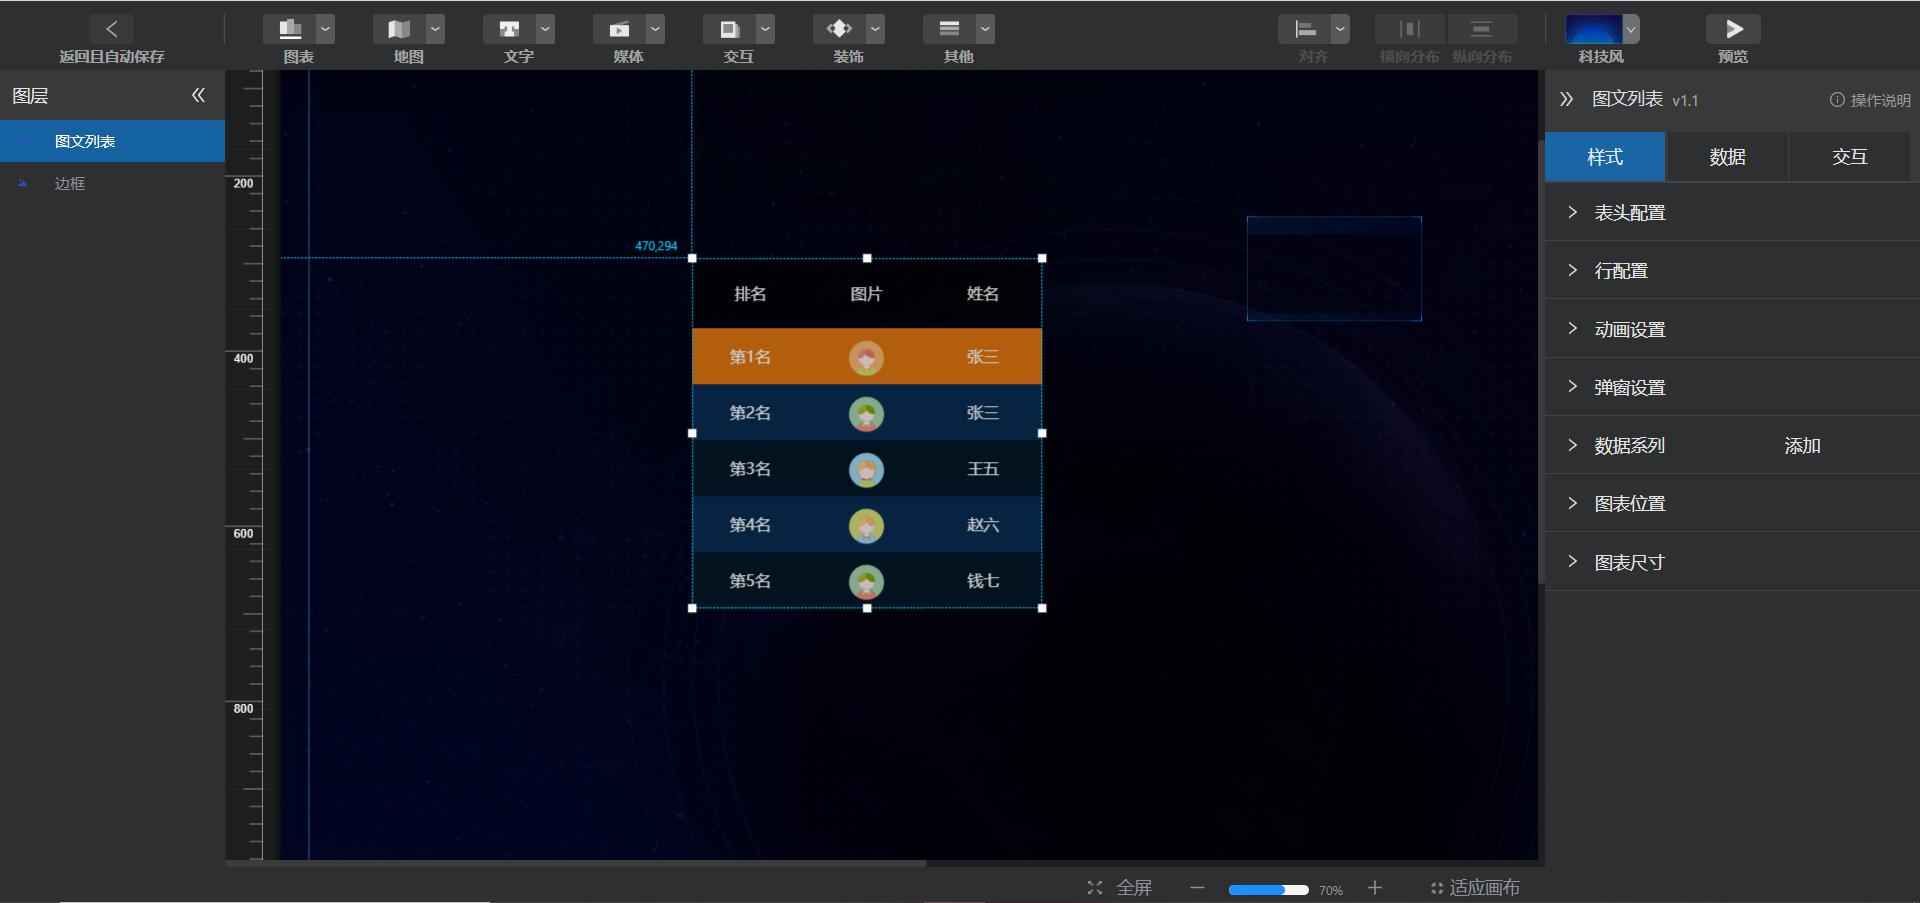 返回且自动保存
图表
地图
文字
媒体
交互
装饰
其他
对齐
横向分布
纵向分布
科技风
预览
图层
图文列表
边框
200
400
600
800
470,294
排名 图片 姓名
第1名 张三
第2名 张三
第3名 王五
第4名 赵六
第5名 钱七
图文列表 v1.1 操作说明
样式 数据 交互
表头配置
行配置
动画设置
弹窗设置
数据系列 添加
图表位置
图表尺寸
全屏 70% 适应画布